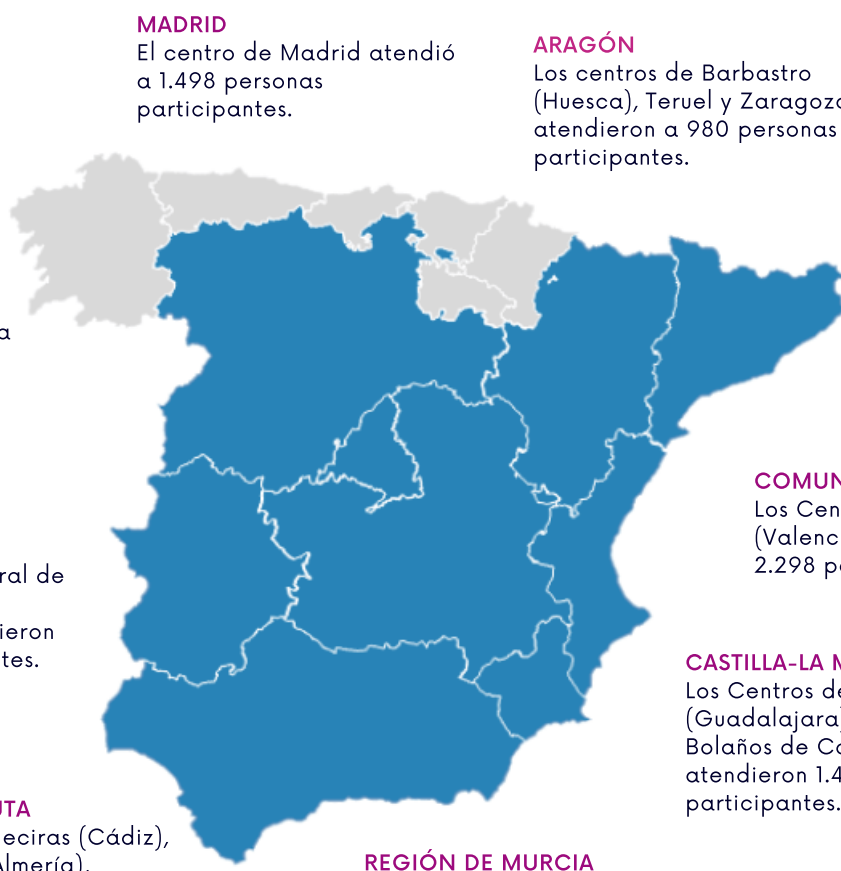 MADRID
El centro de Madrid atendió
a 1.498 personas
participantes.
ARAGÓN
Los centros de Barbastro
(Huesca), Teruel y Zaragoza
atendieron a 980 personas
participantes.
a
ral de
ieron
tes.
COMUN
Los Cen
(Valenc
2.298 p
CASTILLA-LA M
Los Centros de
(Guadalajara)
Bolaños de Ca
atendieron 1.4
participantes.
UTA
eciras (Cádiz),
Almería),
REGIÓN DE MURCIA